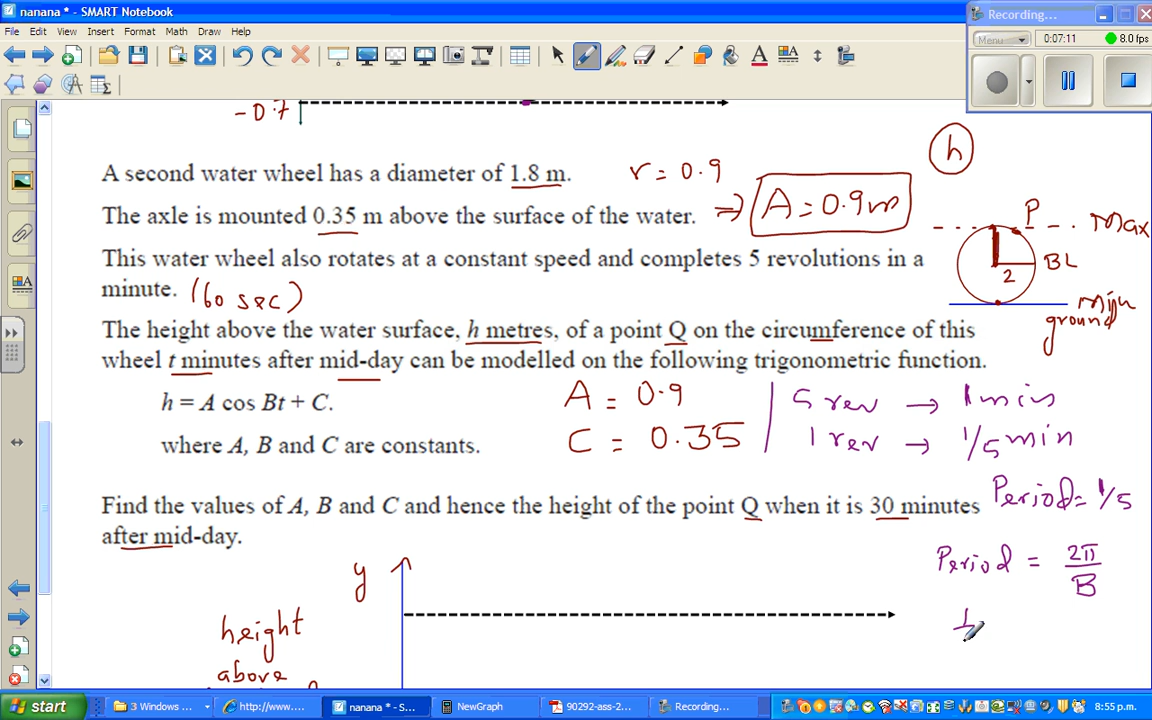 nanana * - SMART Notebook
Recording...
File Edit View Insert Format Math Draw Help
Menu 0:07:11 8.0 fps
-0.7
h
A second water wheel has a diameter of 1.8 m. r = 0.9
The axle is mounted 0.35 m above the surface of the water. ⇒ A = 0.9m
P Max
This water wheel also rotates at a constant speed and completes 5 revolutions in a
BL
2
minute. (60 sec)
ground
The height above the water surface, h metres, of a point Q on the circumference of this
wheel t minutes after mid-day can be modelled on the following trigonometric function.
h = A cos Bt + C.
A = 0.9
5 rev → 1 min
where A, B and C are constants.
C = 0.35
1 rev → 1/5 min
Find the values of A, B and C and hence the height of the point Q when it is 30 minutes
Period = 1/5
after mid-day.
Period = 2π/B
y
height
above
start 3 Windows ... http://www.... nanana * - S... NewGraph 90292-ass-2... Recording... 8:55 p.m.